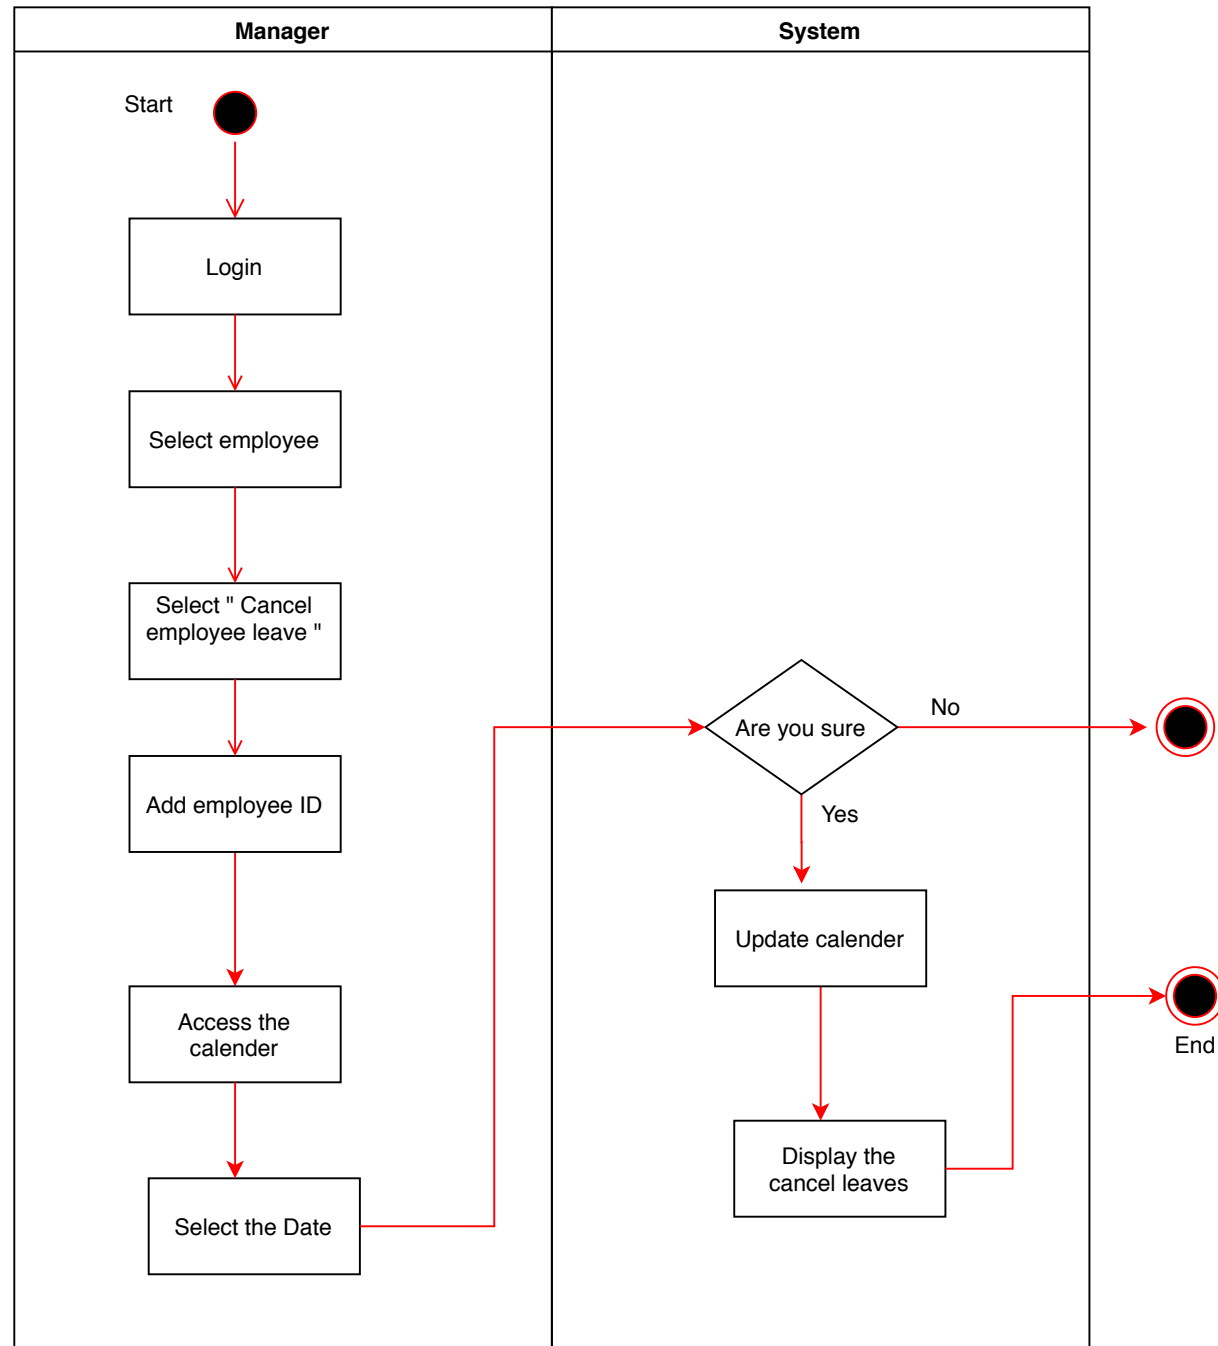 Manager
System
Start
Login
Select employee
Select " Cancel
employee leave "
Add employee ID
Access the
calender
Select the Date
Are you sure
No
Yes
Update calender
Display the
cancel leaves
End